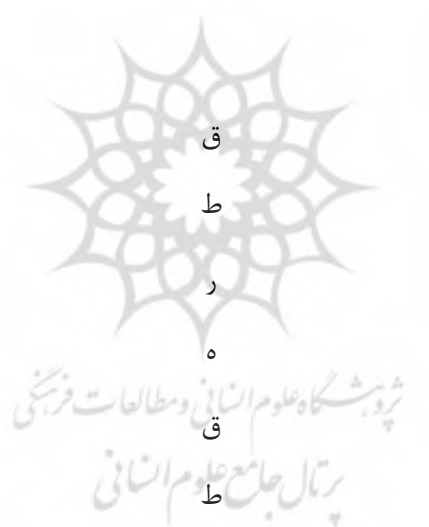 ق
ط
ر
ه
پژوهشگاه علوم انسانی و مطالعات فرهنگی
ق
پرتال جامع علوم انسانی
ط